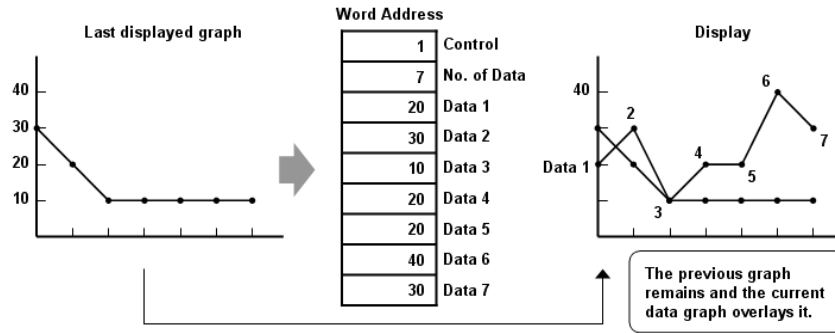 Last displayed graph
40
30
20
10
Word Address
1 Control
7 No. of Data
20 Data 1
30 Data 2
10 Data 3
20 Data 4
20 Data 5
40 Data 6
30 Data 7
Display
40
Data 1
2
3
4
5
6
7
The previous graph
remains and the current
data graph overlays it.